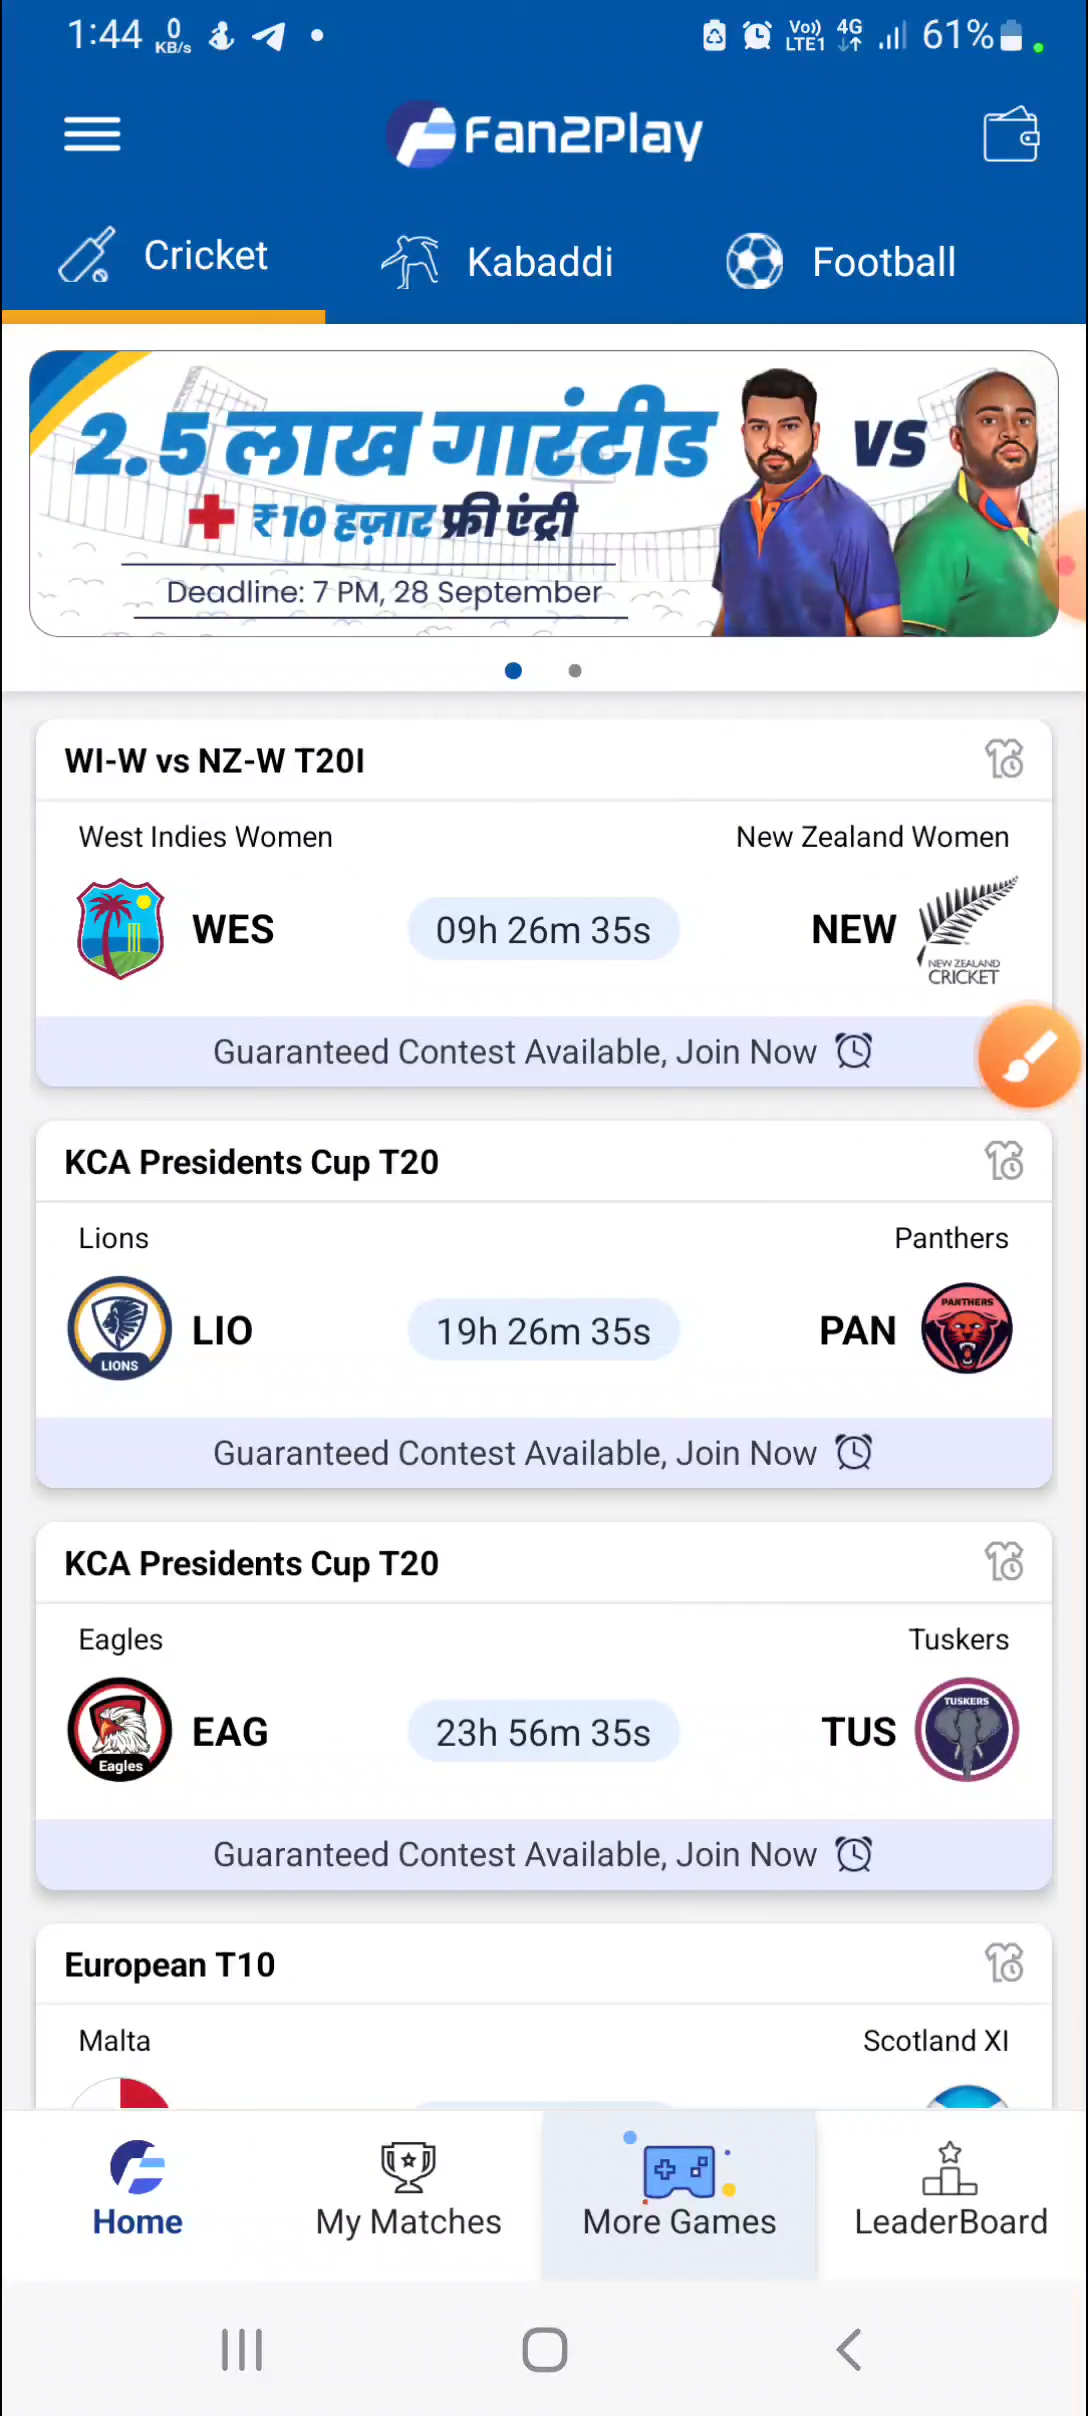 1:44 0 KB/s Vo)) LTE1 4G 61%
Fan2Play
Cricket Kabaddi Football
2.5 लाख गारंटीड
VS
+ ₹10 हज़ार फ्री एंट्री
Deadline: 7 PM, 28 September
WI-W vs NZ-W T20I
West Indies Women New Zealand Women
WES 09h 26m 35s NEW
NEW ZEALAND
CRICKET
Guaranteed Contest Available, Join Now
KCA Presidents Cup T20
Lions Panthers
PANTHERS
LIO 19h 26m 35s PAN
LIONS
Guaranteed Contest Available, Join Now
KCA Presidents Cup T20
Eagles Tuskers
TUSKERS
EAG 23h 56m 35s TUS
Eagles
Guaranteed Contest Available, Join Now
European T10
Malta Scotland XI
Home My Matches More Games LeaderBoard